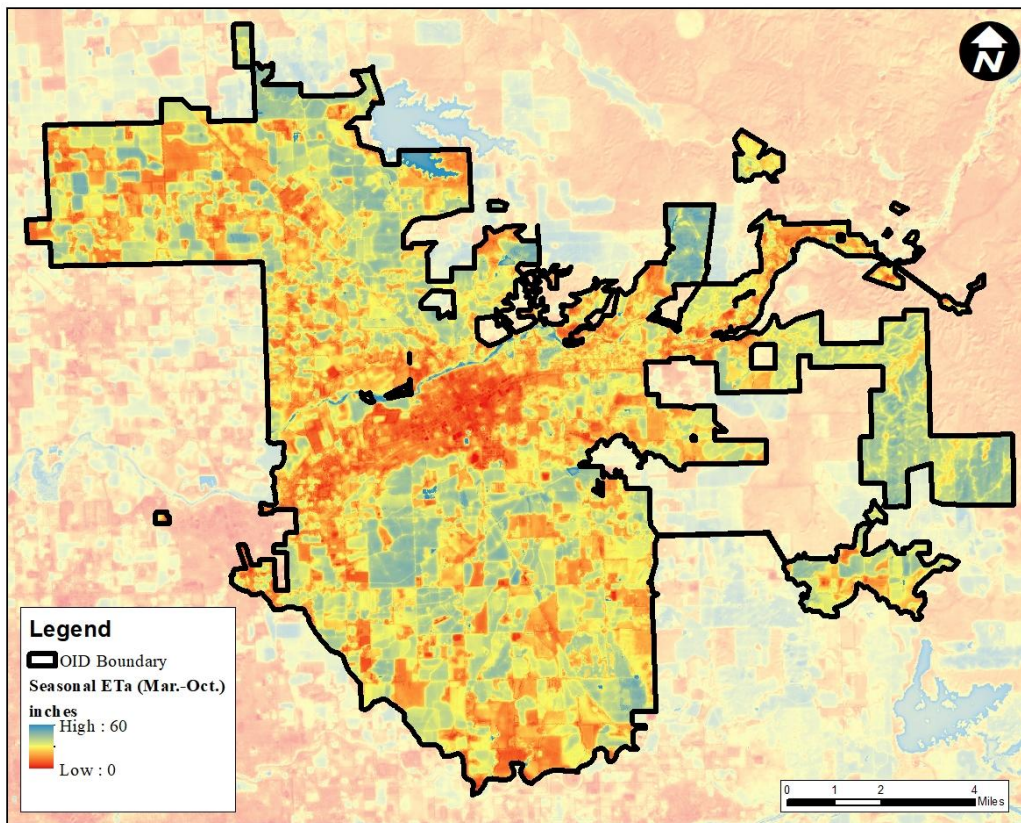 N
Legend
OID Boundary
Seasonal ETa (Mar.-Oct.)
inches
High : 60
Low : 0
0 1 2 4
Miles